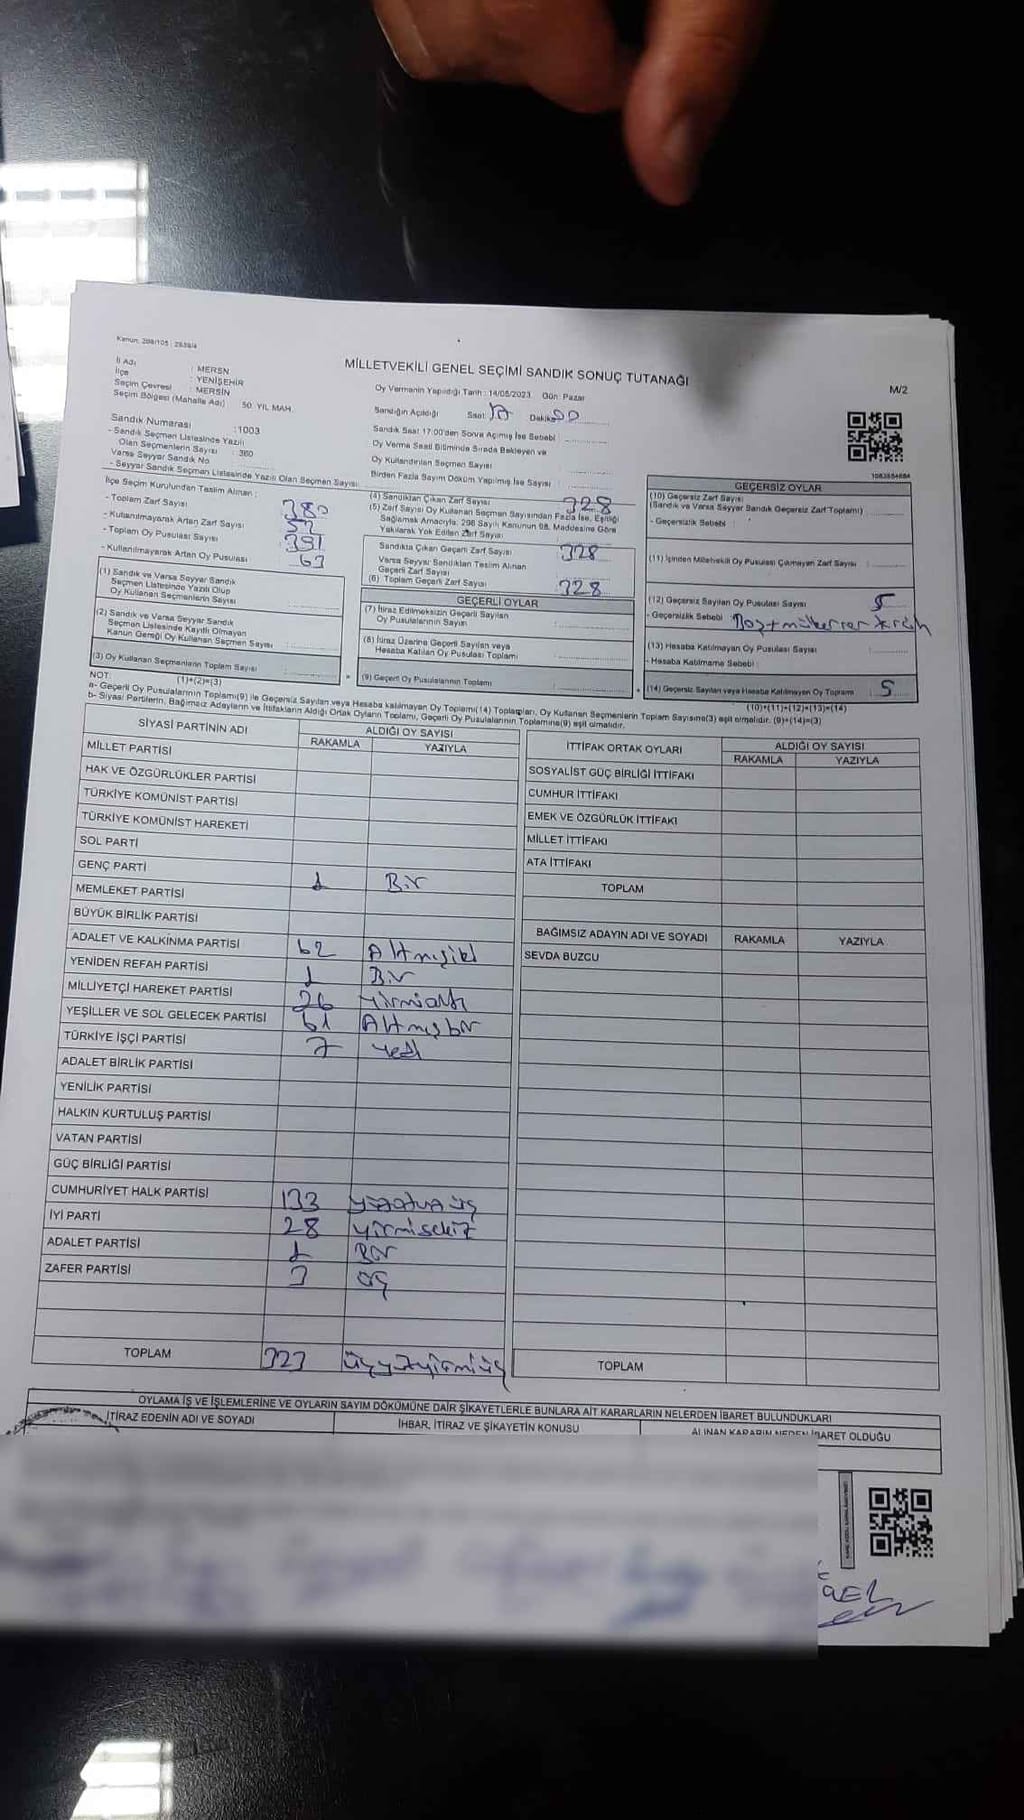 Kanun: 298/105 ; 2839/4
MİLLETVEKİLİ GENEL SEÇİMİ SANDIK SONUÇ TUTANAĞI
M/2
İl Adı : MERSN
İlçe : YENİŞEHİR
Seçim Çevresi : MERSİN
Seçim Bölgesi (Mahalle Adı) 50 YIL MAH.
Sandık Numarası : 1003
- Sandık Seçmen Listesinde Yazılı
Olan Seçmenlerin Sayısı : 360
Varsa Seyyar Sandık No
- Seyyar Sandık Seçmen Listesinde Yazılı Olan Seçmen Sayısı
Oy Vermenin Yapıldığı Tarih : 14/05/2023 Gün: Pazar
Sandığın Açıldığı Saat: 17 Dakika: 00
Sandık Saat 17:00'den Sonra Açılmış İse Sebebi
Oy Verme Saati Bitiminde Sırada Bekleyen ve
Oy Kullandırılan Seçmen Sayısı
Birden Fazla Sayım Döküm Yapılmış İse Sayısı
İlçe Seçim Kurulundan Teslim Alınan :
- Toplam Zarf Sayısı 380
- Kullanılmayarak Artan Zarf Sayısı
- Toplam Oy Pusulası Sayısı 391
- Kullanılmayarak Artan Oy Pusulası 63
(1) Sandık ve Varsa Seyyar Sandık
Seçmen Listesinde Yazılı Olup
Oy Kullanan Seçmenlerin Sayısı
(2) Sandık ve Varsa Seyyar Sandık
Seçmen Listesinde Kayıtlı Olmayan
Kanun Gereği Oy Kullanan Seçmen Sayısı
(3) Oy Kullanan Seçmenlerin Toplam Sayısı
(1)+(2)=(3)
(4) Sandıktan Çıkan Zarf Sayısı 328
(5) Zarf Sayısı Oy Kullanan Seçmen Sayısından Fazla İse, Eşitliği
Sağlamak Amacıyla, 298 Sayılı Kanunun 98. Maddesine Göre
Yakılarak Yok Edilen Zarf Sayısı
Sandıkta Çıkan Geçerli Zarf Sayısı 328
Varsa Seyyar Sandıktan Teslim Alınan
Geçerli Zarf Sayısı
(6) Toplam Geçerli Zarf Sayısı 328
GEÇERLİ OYLAR
(7) İtiraz Edilmeksizin Geçerli Sayılan
Oy Pusulalarının Sayısı
(8) İtiraz Üzerine Geçerli Sayılan veya
Hesaba Katılan Oy Pusulası Toplamı
(9) Geçerli Oy Pusulalarının Toplamı
GEÇERSİZ OYLAR
(10) Geçersiz Zarf Sayısı
(Sandık ve Varsa Seyyar Sandık Geçersiz Zarf Toplamı)
- Geçersizlik Sebebi :
(11) İçinden Milletvekili Oy Pusulası Çıkmayan Zarf Sayısı
(12) Geçersiz Sayılan Oy Pusulası Sayısı 5
- Geçersizlik Sebebi
(13) Hesaba Katılmayan Oy Pusulası Sayısı
- Hesaba Katılmama Sebebi :
(14) Geçersiz Sayılan veya Hesaba Katılmayan Oy Toplamı 5
(10)+(11)+(12)+(13)=(14)
NOT:
a- Geçerli Oy Pusulalarının Toplamı(9) ile Geçersiz Sayılan veya Hesaba katılmayan Oy Toplamı(14) Toplamları, Oy Kullanan Seçmenlerin Toplam Sayısına(3) eşit olmalıdır. (9)+(14)=(3)
b- Siyasi Partilerin, Bağımsız Adayların ve İttifakların Aldığı Ortak Oyların Toplamı, Geçerli Oy Pusulalarının Toplamına(9) eşit olmalıdır.
SİYASİ PARTİNİN ADI ALDIĞI OY SAYISI
RAKAMLA YAZIYLA
MİLLET PARTİSİ
HAK VE ÖZGÜRLÜKLER PARTİSİ
TÜRKİYE KOMÜNİST PARTİSİ
TÜRKİYE KOMÜNİST HAREKETİ
SOL PARTİ
GENÇ PARTİ
MEMLEKET PARTİSİ 1 Bir
BÜYÜK BİRLİK PARTİSİ
ADALET VE KALKINMA PARTİSİ 62 Altmışiki
YENİDEN REFAH PARTİSİ 1 Bir
MİLLİYETÇİ HAREKET PARTİSİ 26 Yirmialtı
YEŞİLLER VE SOL GELECEK PARTİSİ 61 Altmışbir
TÜRKİYE İŞÇİ PARTİSİ 7 Yedi
ADALET BİRLİK PARTİSİ
YENİLİK PARTİSİ
HALKIN KURTULUŞ PARTİSİ
VATAN PARTİSİ
GÜÇ BİRLİĞİ PARTİSİ
CUMHURİYET HALK PARTİSİ 133 yüzotuzüç
İYİ PARTİ 28 yirmisekiz
ADALET PARTİSİ 1 Bir
ZAFER PARTİSİ 3 üç
TOPLAM 323 üçyüzyirmiüç
İTTİFAK ORTAK OYLARI ALDIĞI OY SAYISI
RAKAMLA YAZIYLA
SOSYALİST GÜÇ BİRLİĞİ İTTİFAKI
CUMHUR İTTİFAKI
EMEK VE ÖZGÜRLÜK İTTİFAKI
MİLLET İTTİFAKI
ATA İTTİFAKI
TOPLAM
BAĞIMSIZ ADAYIN ADI VE SOYADI RAKAMLA YAZIYLA
SEVDA BUZCU
TOPLAM
OYLAMA İŞ VE İŞLEMLERİNE VE OYLARIN SAYIM DÖKÜMÜNE DAİR ŞİKAYETLERLE BUNLARA AİT KARARLARIN NELERDEN İBARET BULUNDUKLARI
İTİRAZ EDENİN ADI VE SOYADI İHBAR, İTİRAZ VE ŞİKAYETİN KONUSU ALINAN KARARIN NEDEN İBARET OLDUĞU